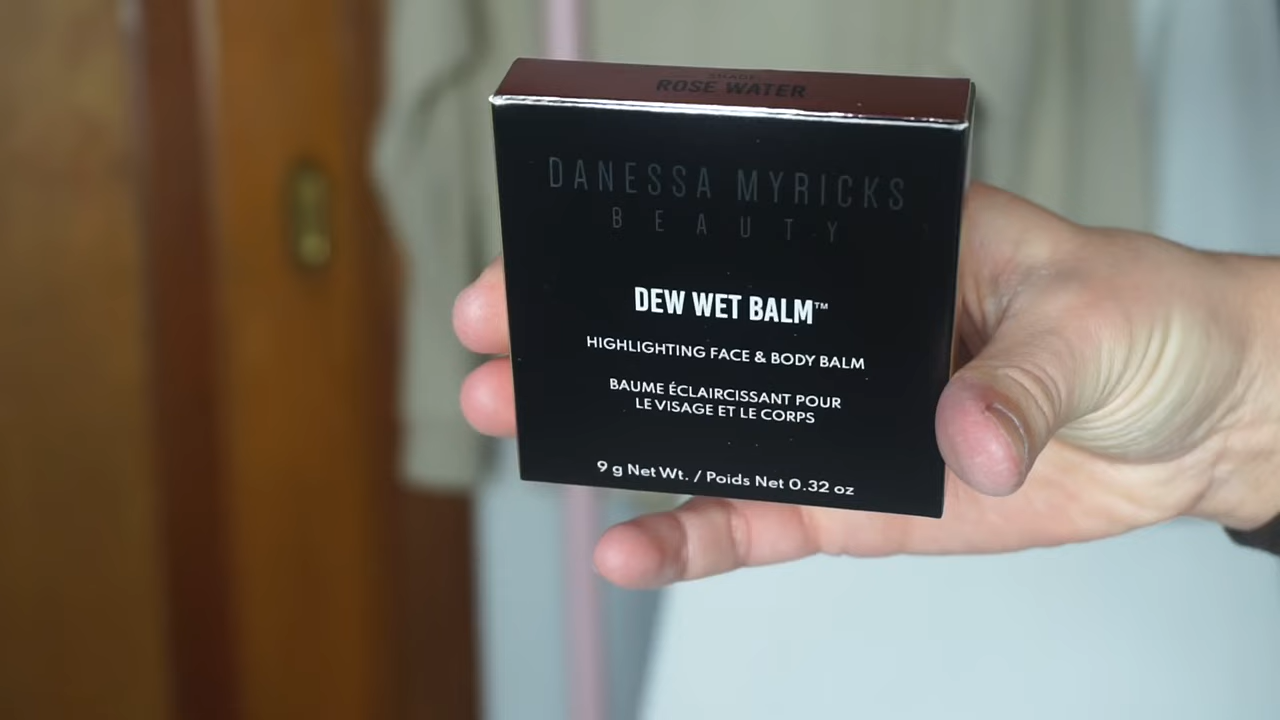 SHADE:
ROSE WATER
DANESSA MYRICKS
BEAUTY
DEW WET BALM™
HIGHLIGHTING FACE & BODY BALM
BAUME ÉCLAIRCISSANT POUR
LE VISAGE ET LE CORPS
9 g Net Wt. / Poids Net 0.32 oz